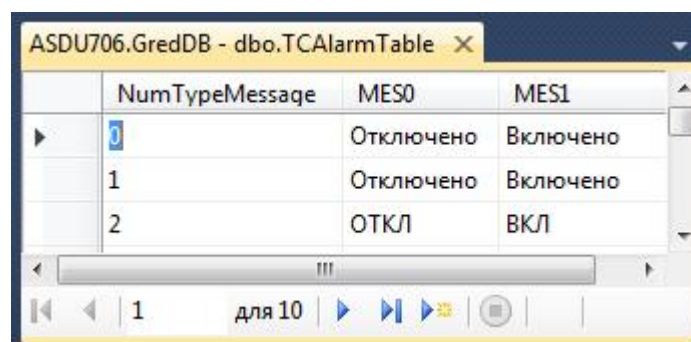 ASDU706.GredDB - dbo.TCAlarmTable
NumTypeMessage MES0 MES1
0 Отключено Включено
1 Отключено Включено
2 ОТКЛ ВКЛ
1 для 10